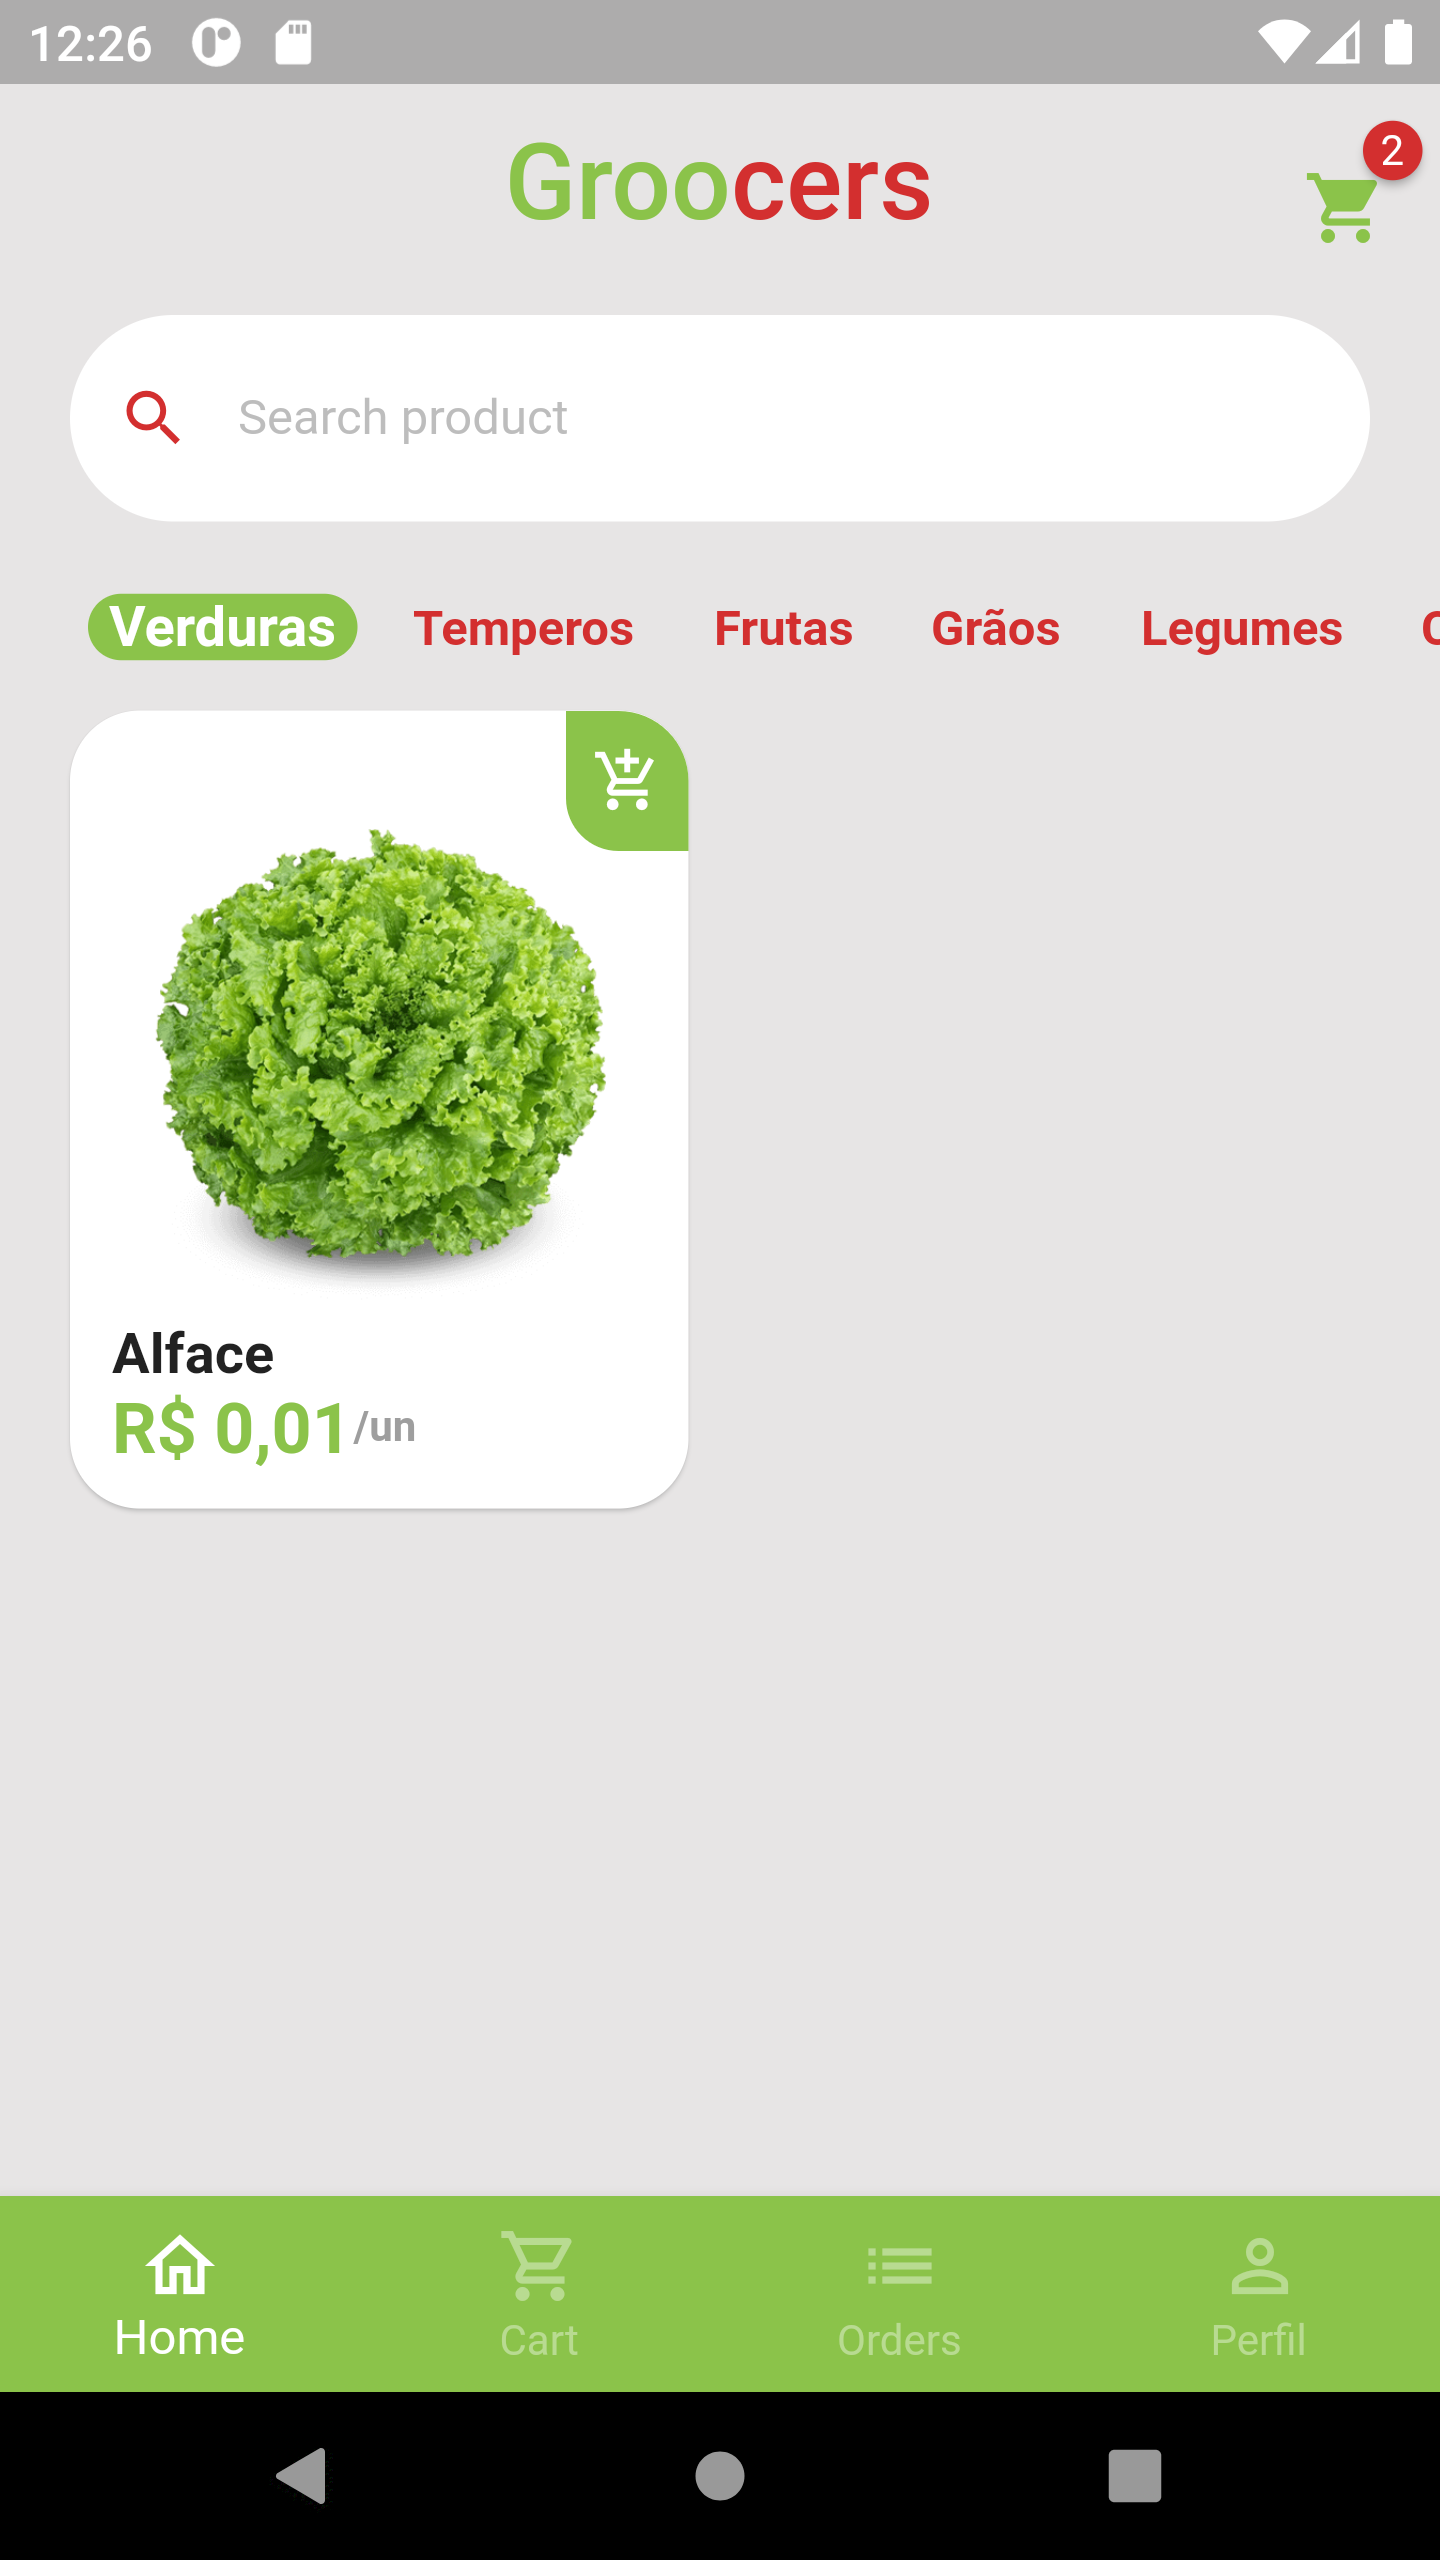 12:26
Groocers
2
Search product
Verduras Temperos Frutas Grãos Legumes
Alface
R$ 0,01/un
Home Cart Orders Perfil